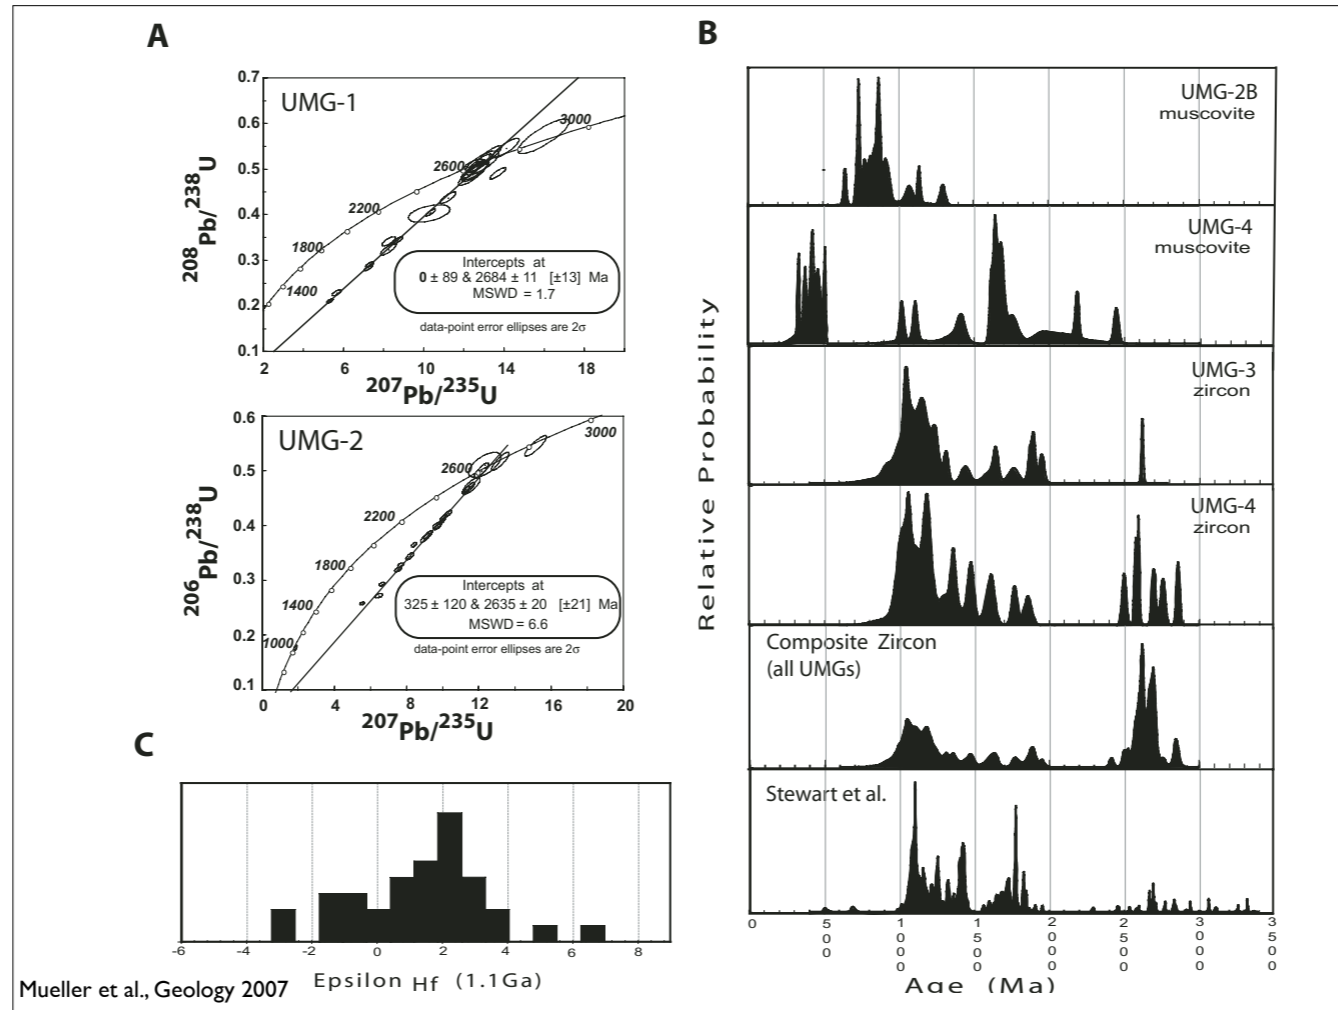 A
UMG-1
208Pb/238U
0.7
0.6
0.5
0.4
0.3
0.2
0.1
3000
2600
2200
1800
1400
Intercepts at
0 ± 89 & 2684 ± 11 [±13] Ma
MSWD = 1.7
data-point error ellipses are 2σ
2 6 10 14 18
207Pb/235U
UMG-2
206Pb/238U
0.6
0.5
0.4
0.3
0.2
0.1
3000
2600
2200
1800
1400
1000
Intercepts at
325 ± 120 & 2635 ± 20 [±21] Ma
MSWD = 6.6
data-point error ellipses are 2σ
0 4 8 12 16 20
207Pb/235U
C
-6 -4 -2 0 2 4 6 8
Epsilon Hf (1.1Ga)
Mueller et al., Geology 2007
B
Relative Probability
UMG-2B
muscovite
UMG-4
muscovite
UMG-3
zircon
UMG-4
zircon
Composite Zircon
(all UMGs)
Stewart et al.
0 500 1000 1500 2000 2500 3000 3500
Age (Ma)